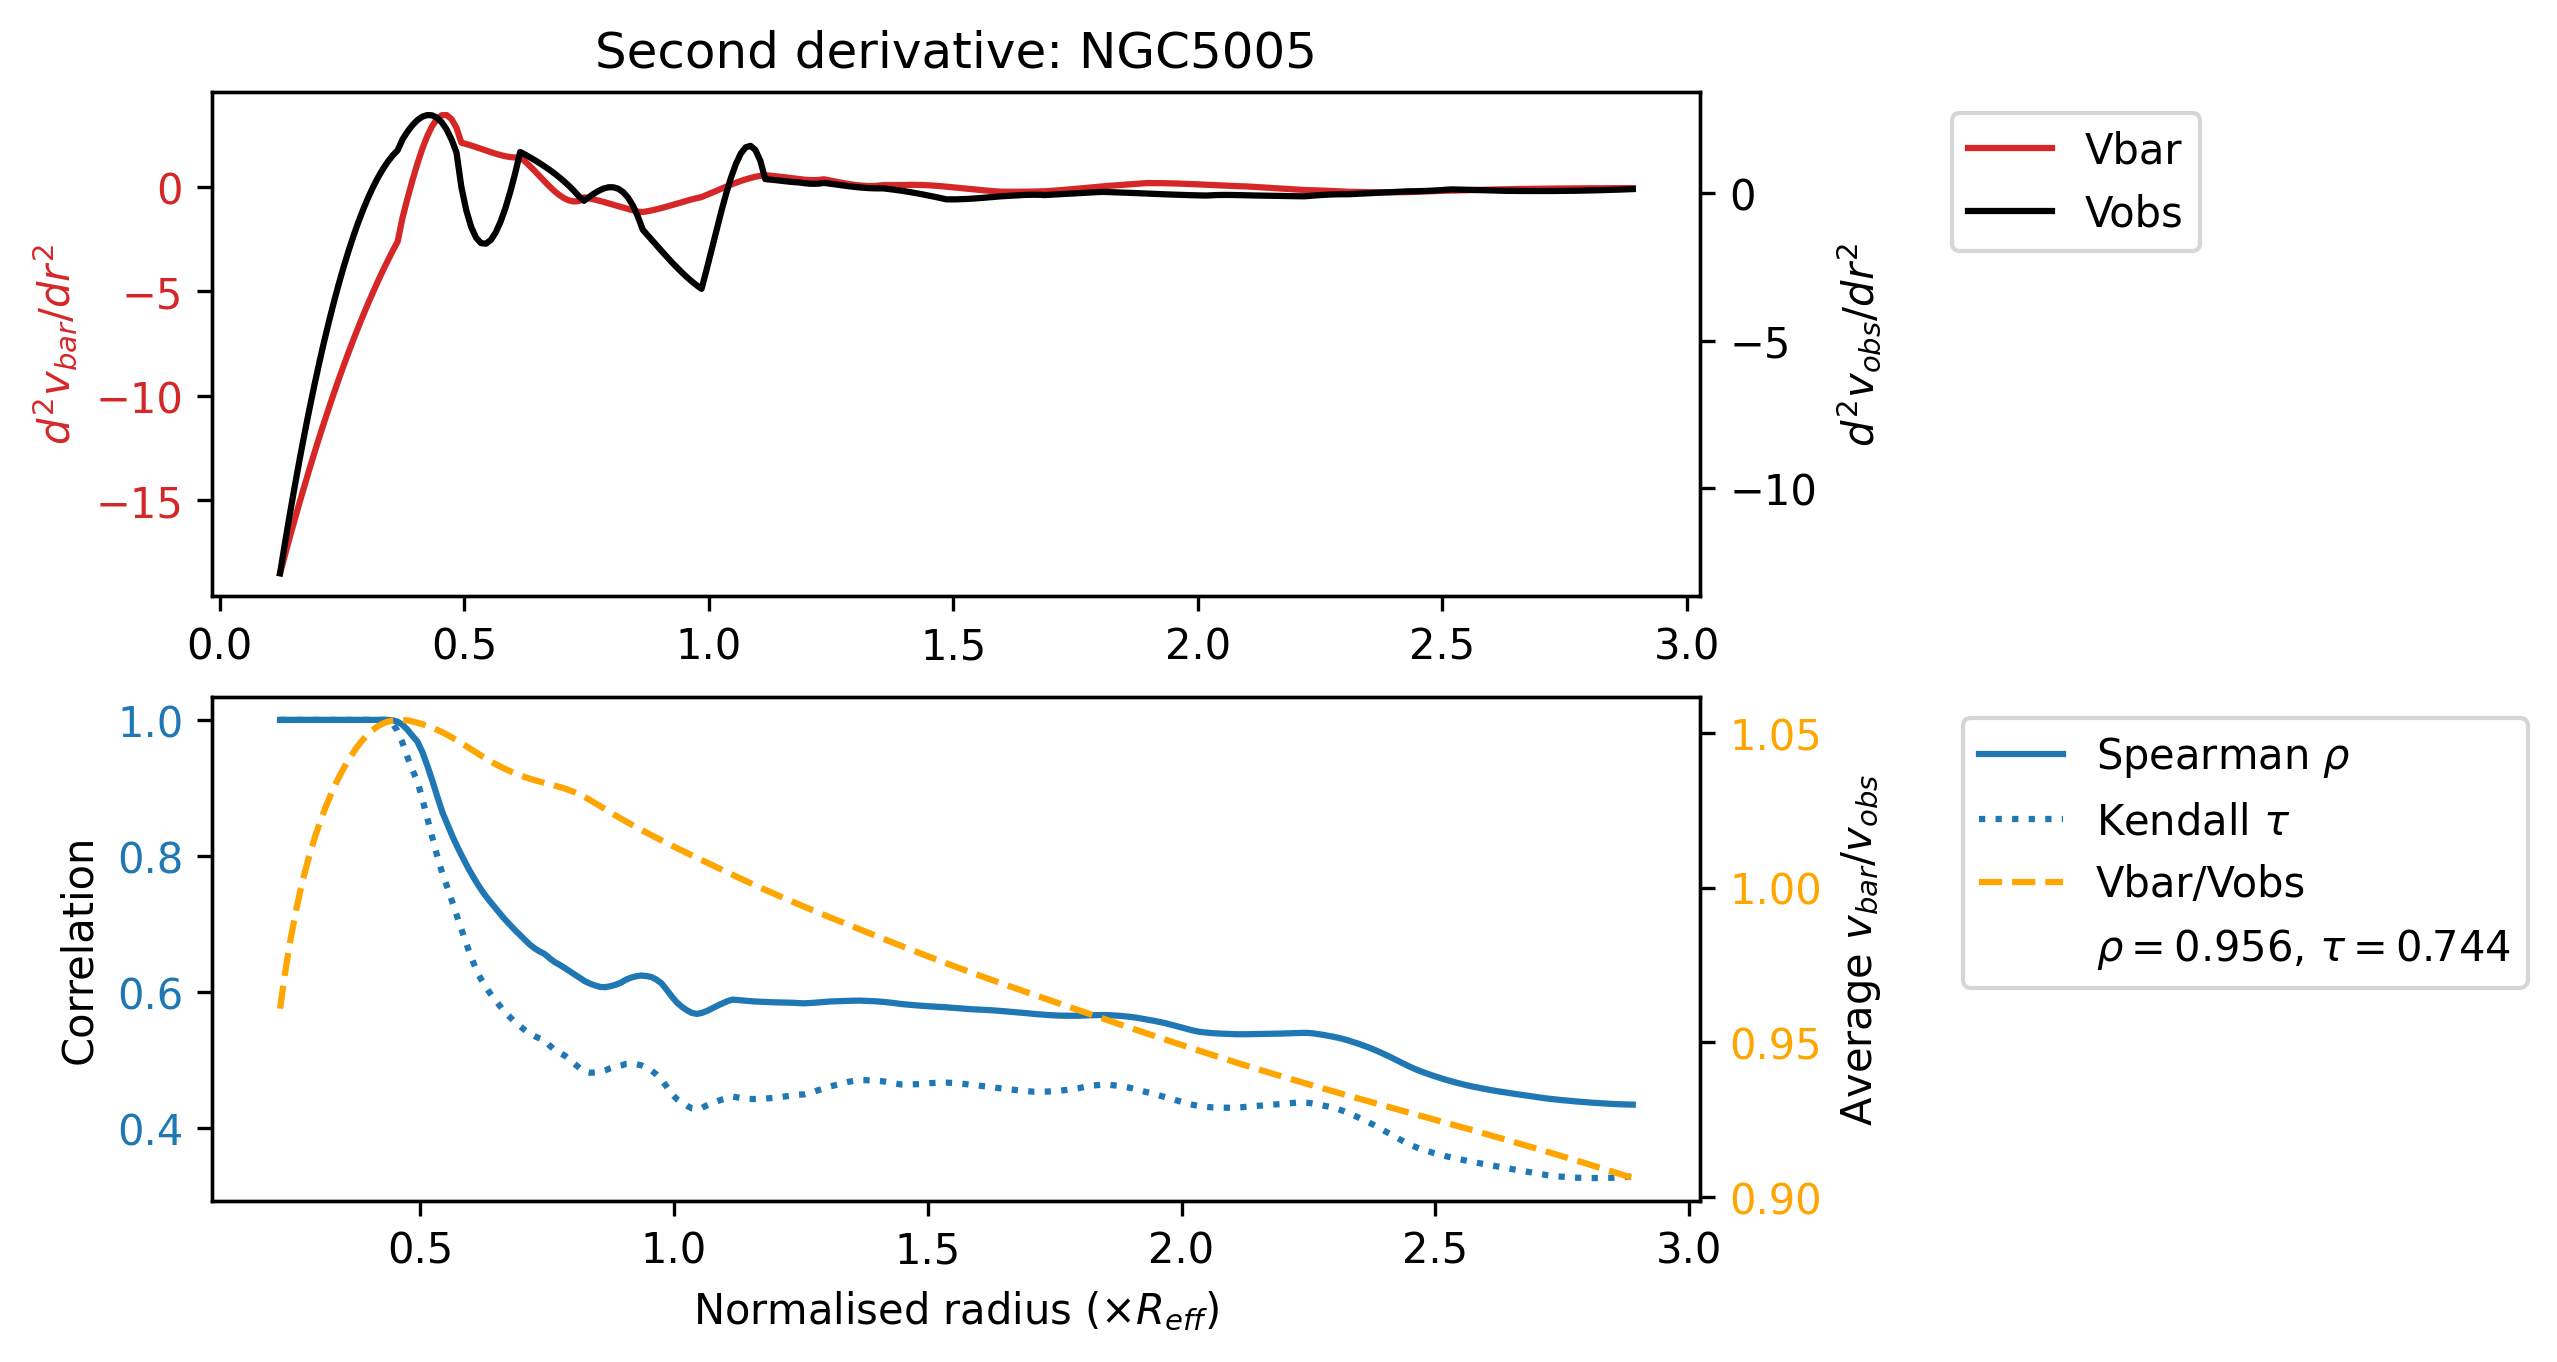 Second derivative: NGC5005
d²v_bar/dr²
0
−5
−10
−15
0
−5
−10
d²v_obs/dr²
Vbar
Vobs
0.0 0.5 1.0 1.5 2.0 2.5 3.0
Correlation
1.0
0.8
0.6
0.4
1.05
1.00
0.95
0.90
Average v_bar/v_obs
Spearman ρ
Kendall τ
Vbar/Vobs
ρ = 0.956, τ = 0.744
0.5 1.0 1.5 2.0 2.5 3.0
Normalised radius (×R_eff)